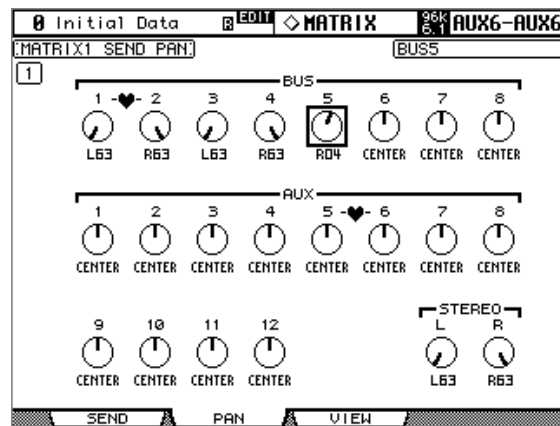 0 Initial Data R EDIT ◇MATRIX 96k 6.1 AUX6-AUX6
MATRIX1 SEND PAN BUS5
1
BUS
1 -♥- 2 3 4 5 6 7 8
L63 R63 L63 R63 R04 CENTER CENTER CENTER
AUX
1 2 3 4 5 -♥- 6 7 8
CENTER CENTER CENTER CENTER CENTER CENTER CENTER CENTER
9 10 11 12
CENTER CENTER CENTER CENTER
STEREO
L R
L63 R63
SEND PAN VIEW